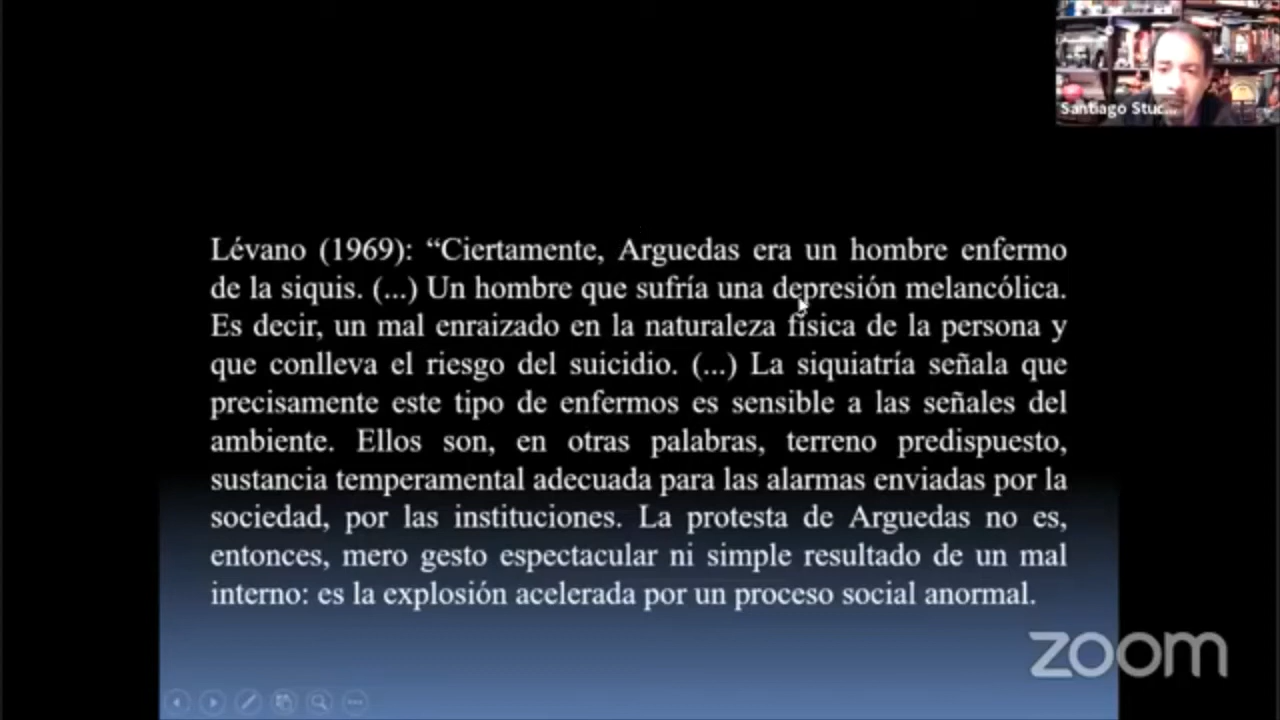 Santiago Stuc...
Lévano (1969): “Ciertamente, Arguedas era un hombre enfermo
de la siquis. (...) Un hombre que sufría una depresión melancólica.
Es decir, un mal enraizado en la naturaleza física de la persona y
que conlleva el riesgo del suicidio. (...) La siquiatría señala que
precisamente este tipo de enfermos es sensible a las señales del
ambiente. Ellos son, en otras palabras, terreno predispuesto,
sustancia temperamental adecuada para las alarmas enviadas por la
sociedad, por las instituciones. La protesta de Arguedas no es,
entonces, mero gesto espectacular ni simple resultado de un mal
interno: es la explosión acelerada por un proceso social anormal.
zoom